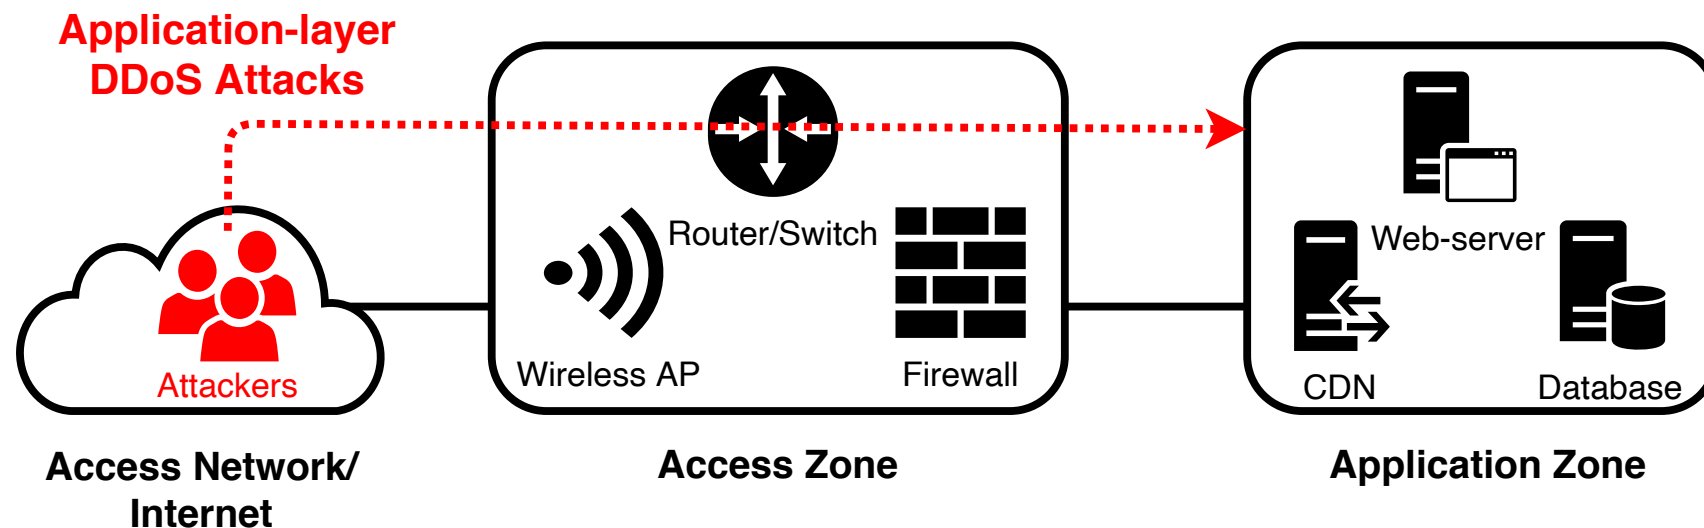 Application-layer
DDoS Attacks
Router/Switch
Wireless AP
Firewall
Web-server
CDN
Database
Attackers
Access Network/
Internet
Access Zone
Application Zone